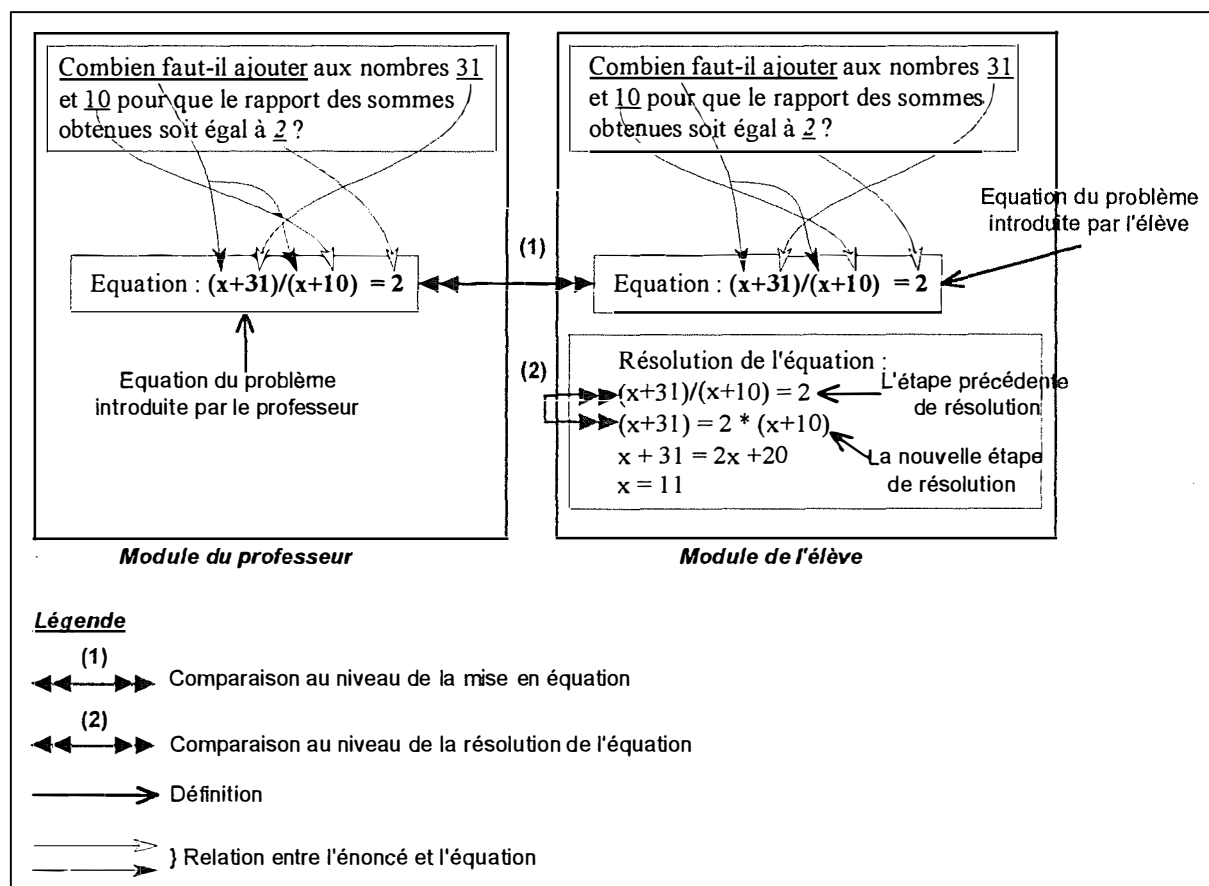 Combien faut-il ajouter aux nombres 31
et 10 pour que le rapport des sommes
obtenues soit égal à 2 ?
Equation : (x+31)/(x+10) = 2
Equation du problème
introduite par le professeur
Module du professeur
(1)
(2)
Combien faut-il ajouter aux nombres 31
et 10 pour que le rapport des sommes
obtenues soit égal à 2 ?
Equation du problème
introduite par l'élève
Equation : (x+31)/(x+10) = 2
Résolution de l'équation :
(x+31)/(x+10) = 2
L'étape précédente
de résolution
(x+31) = 2 * (x+10)
x + 31 = 2x +20
La nouvelle étape
de résolution
x = 11
Module de l'élève
Légende
(1)
Comparaison au niveau de la mise en équation
(2)
Comparaison au niveau de la résolution de l'équation
Définition
} Relation entre l'énoncé et l'équation